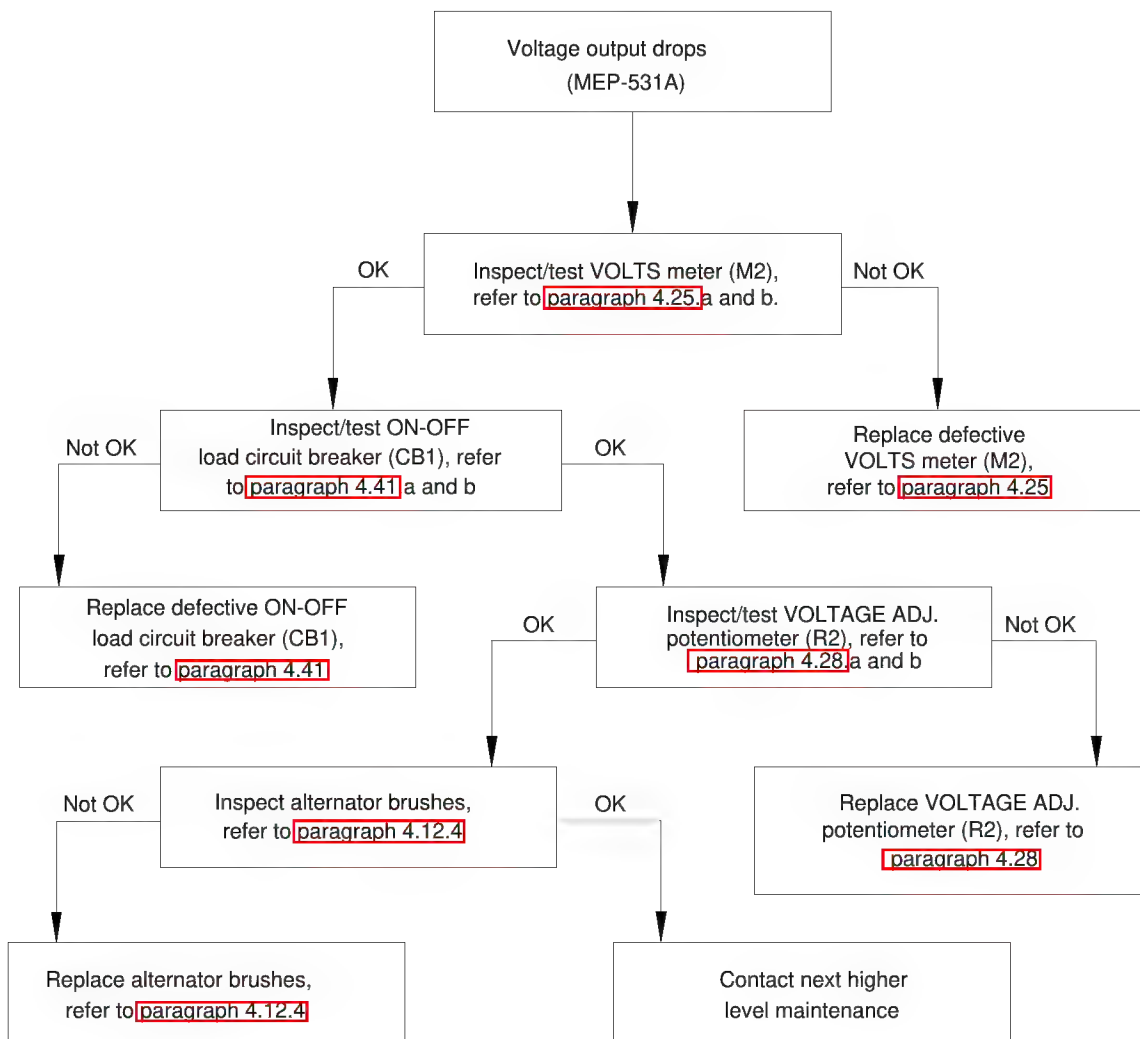 Voltage output drops
(MEP-531A)
OK
Inspect/test VOLTS meter (M2),
refer to paragraph 4.25.a and b.
Not OK
Not OK
Inspect/test ON-OFF
load circuit breaker (CB1), refer
to paragraph 4.41 a and b
OK
Replace defective
VOLTS meter (M2),
refer to paragraph 4.25
Replace defective ON-OFF
load circuit breaker (CB1),
refer to paragraph 4.41
OK
Inspect/test VOLTAGE ADJ.
potentiometer (R2), refer to
paragraph 4.28.a and b
Not OK
Not OK
Inspect alternator brushes,
refer to paragraph 4.12.4
OK
Replace VOLTAGE ADJ.
potentiometer (R2), refer to
paragraph 4.28
Replace alternator brushes,
refer to paragraph 4.12.4
Contact next higher
level maintenance